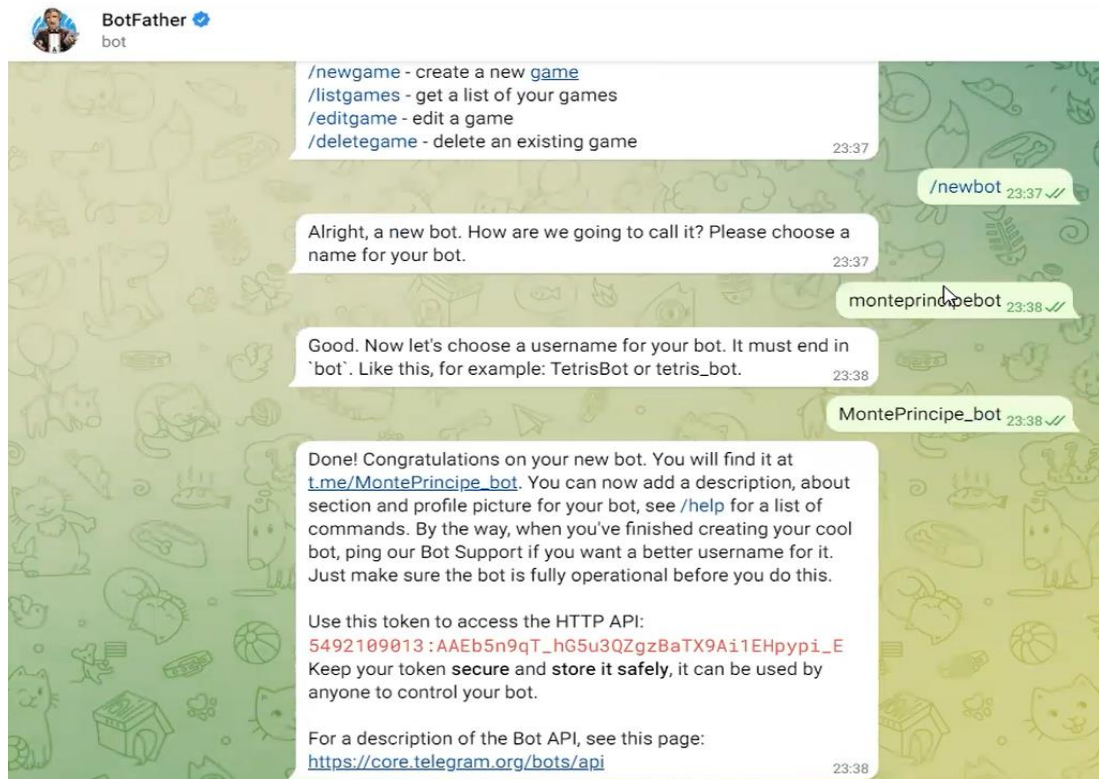 BotFather
bot
/newgame - create a new game
/listgames - get a list of your games
/editgame - edit a game
/deletegame - delete an existing game
23:37
/newbot 23:37
Alright, a new bot. How are we going to call it? Please choose a
name for your bot.
23:37
monteprincipebot 23:38
Good. Now let's choose a username for your bot. It must end in
`bot`. Like this, for example: TetrisBot or tetris_bot.
23:38
MontePrincipe_bot 23:38
Done! Congratulations on your new bot. You will find it at
t.me/MontePrincipe_bot. You can now add a description, about
section and profile picture for your bot, see /help for a list of
commands. By the way, when you've finished creating your cool
bot, ping our Bot Support if you want a better username for it.
Just make sure the bot is fully operational before you do this.
Use this token to access the HTTP API:
5492109013:AAEb5n9qT_hG5u3QZgzBaTX9Ai1EHpypi_E
Keep your token secure and store it safely, it can be used by
anyone to control your bot.
For a description of the Bot API, see this page:
https://core.telegram.org/bots/api
23:38